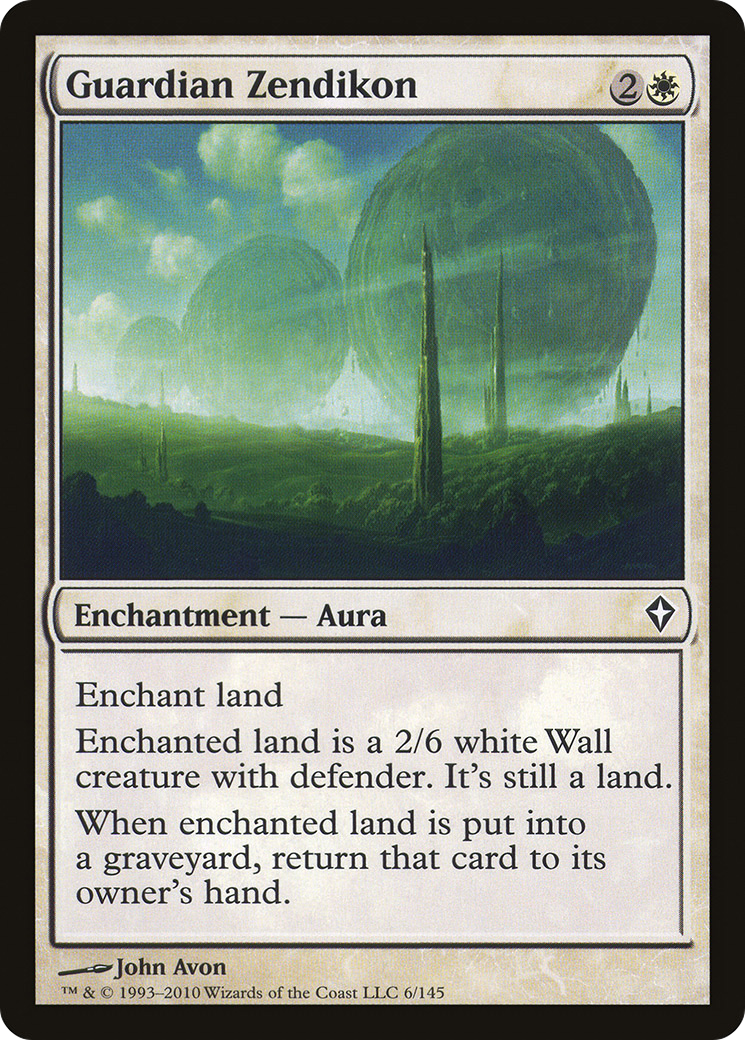 Guardian Zendikon 2
Enchantment — Aura
Enchant land
Enchanted land is a 2/6 white Wall
creature with defender. It's still a land.
When enchanted land is put into
a graveyard, return that card to its
owner's hand.
John Avon
™ & © 1993–2010 Wizards of the Coast LLC 6/145